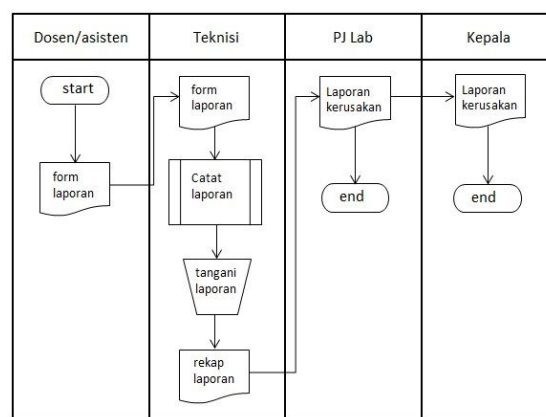 Dosen/asisten
Teknisi
PJ Lab
Kepala
start
form
laporan
form
laporan
Catat
laporan
tangani
laporan
rekap
laporan
Laporan
kerusakan
end
Laporan
kerusakan
end